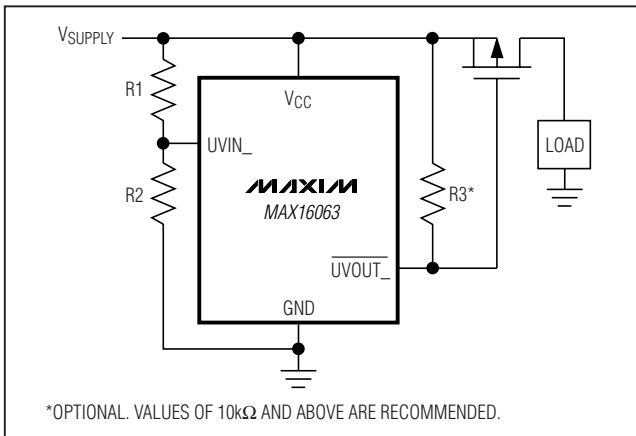 VSUPPLY
R1
VCC
UVIN_
LOAD
MAXIM
R2
MAX16063
R3*
UVOUT_
GND
*OPTIONAL. VALUES OF 10kΩ AND ABOVE ARE RECOMMENDED.